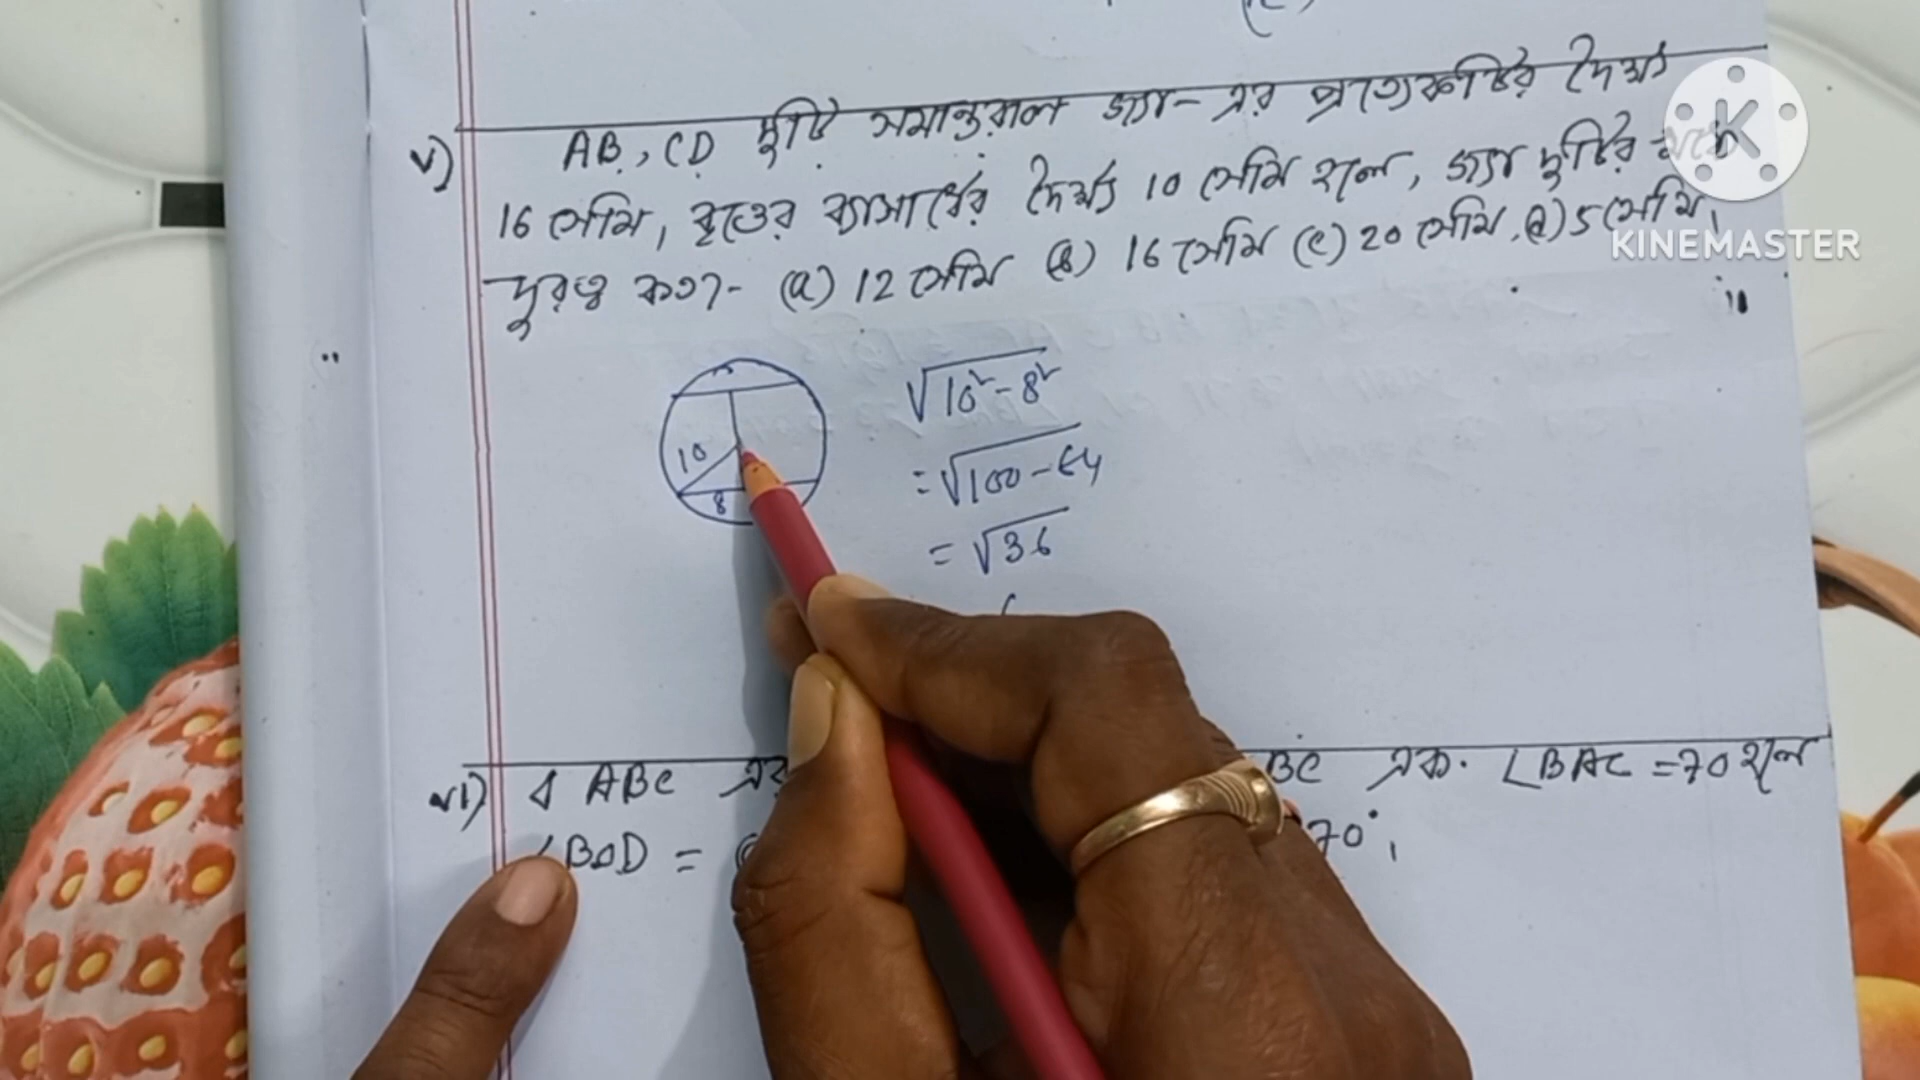 v) AB, CD দুটি সমান্তরাল জ্যা-এর প্রত্যেকটির দৈর্ঘ্য
16 সেমি, বৃত্তের ব্যাসার্ধের দৈর্ঘ্য 10 সেমি হলে, জ্যা দুটির মধ্যে
দূরত্ব কত?- (a) 12 সেমি (b) 16 সেমি (c) 20 সেমি, (d) 5 সেমি,
KINEMASTER
10
8
√10²-8²
=√100-64
=√36
vi) ABC BC এক. ∠BAC =70 হলে
∠BOD = 70°,